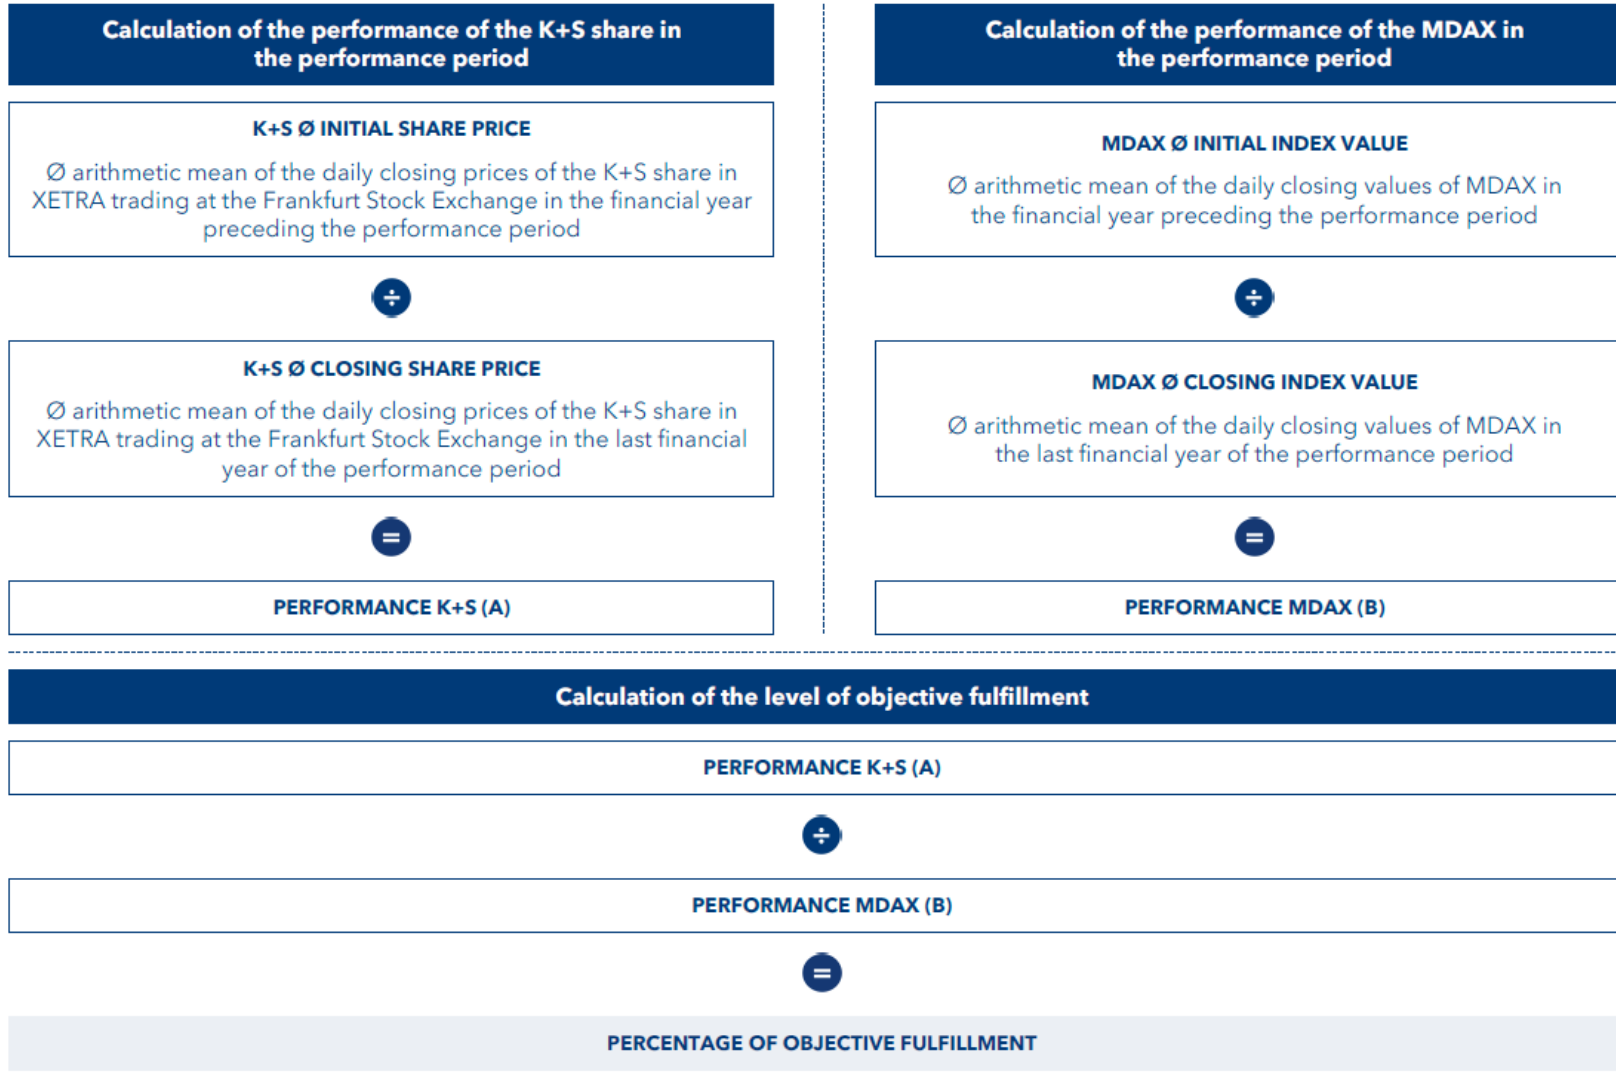 Calculation of the performance of the K+S share in
the performance period
K+S Ø INITIAL SHARE PRICE
Ø arithmetic mean of the daily closing prices of the K+S share in
XETRA trading at the Frankfurt Stock Exchange in the financial year
preceding the performance period
÷
K+S Ø CLOSING SHARE PRICE
Ø arithmetic mean of the daily closing prices of the K+S share in
XETRA trading at the Frankfurt Stock Exchange in the last financial
year of the performance period
=
PERFORMANCE K+S (A)
Calculation of the performance of the MDAX in
the performance period
MDAX Ø INITIAL INDEX VALUE
Ø arithmetic mean of the daily closing values of MDAX in
the financial year preceding the performance period
÷
MDAX Ø CLOSING INDEX VALUE
Ø arithmetic mean of the daily closing values of MDAX in
the last financial year of the performance period
=
PERFORMANCE MDAX (B)
Calculation of the level of objective fulfillment
PERFORMANCE K+S (A)
÷
PERFORMANCE MDAX (B)
=
PERCENTAGE OF OBJECTIVE FULFILLMENT